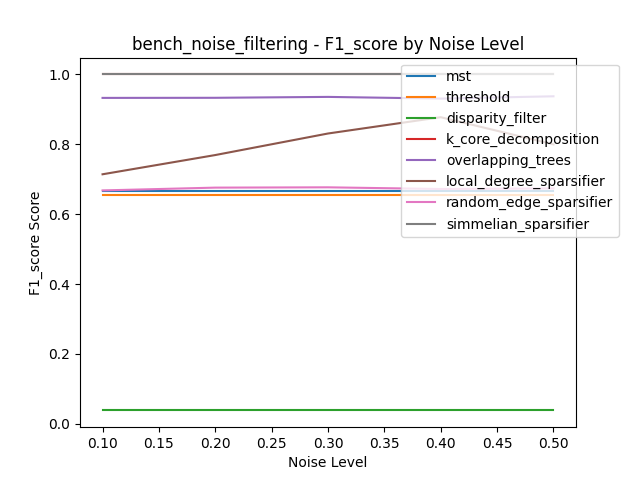 bench_noise_filtering - F1_score by Noise Level
1.0
0.8
0.6
0.4
0.2
0.0
F1_score Score
mst
threshold
disparity_filter
k_core_decomposition
overlapping_trees
local_degree_sparsifier
random_edge_sparsifier
simmelian_sparsifier
0.10 0.15 0.20 0.25 0.30 0.35 0.40 0.45 0.50
Noise Level